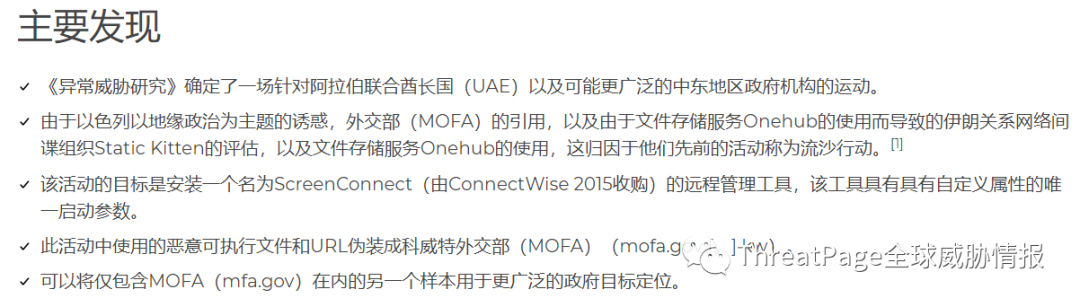 主要发现
《异常威胁研究》确定了一场针对阿拉伯联合酋长国（UAE）以及可能更广泛的中东地区政府机构的运动。
由于以色列以地缘政治为主题的诱惑，外交部（MOFA）的引用，以及由于文件存储服务Onehub的使用而导致的伊朗关系网络间
谍组织Static Kitten的评估，以及文件存储服务Onehub的使用，这归因于他们先前的活动称为流沙行动。[1]
该活动的目标是安装一个名为ScreenConnect（由ConnectWise 2015收购）的远程管理工具，该工具具有具有自定义属性的唯
一启动参数。
此活动中使用的恶意可执行文件和URL伪装成科威特外交部（MOFA）
可以将仅包含MOFA（mfa.gov）在内的另一个样本用于更广泛的政府目标定位。
ThreatPage全球威胁情报